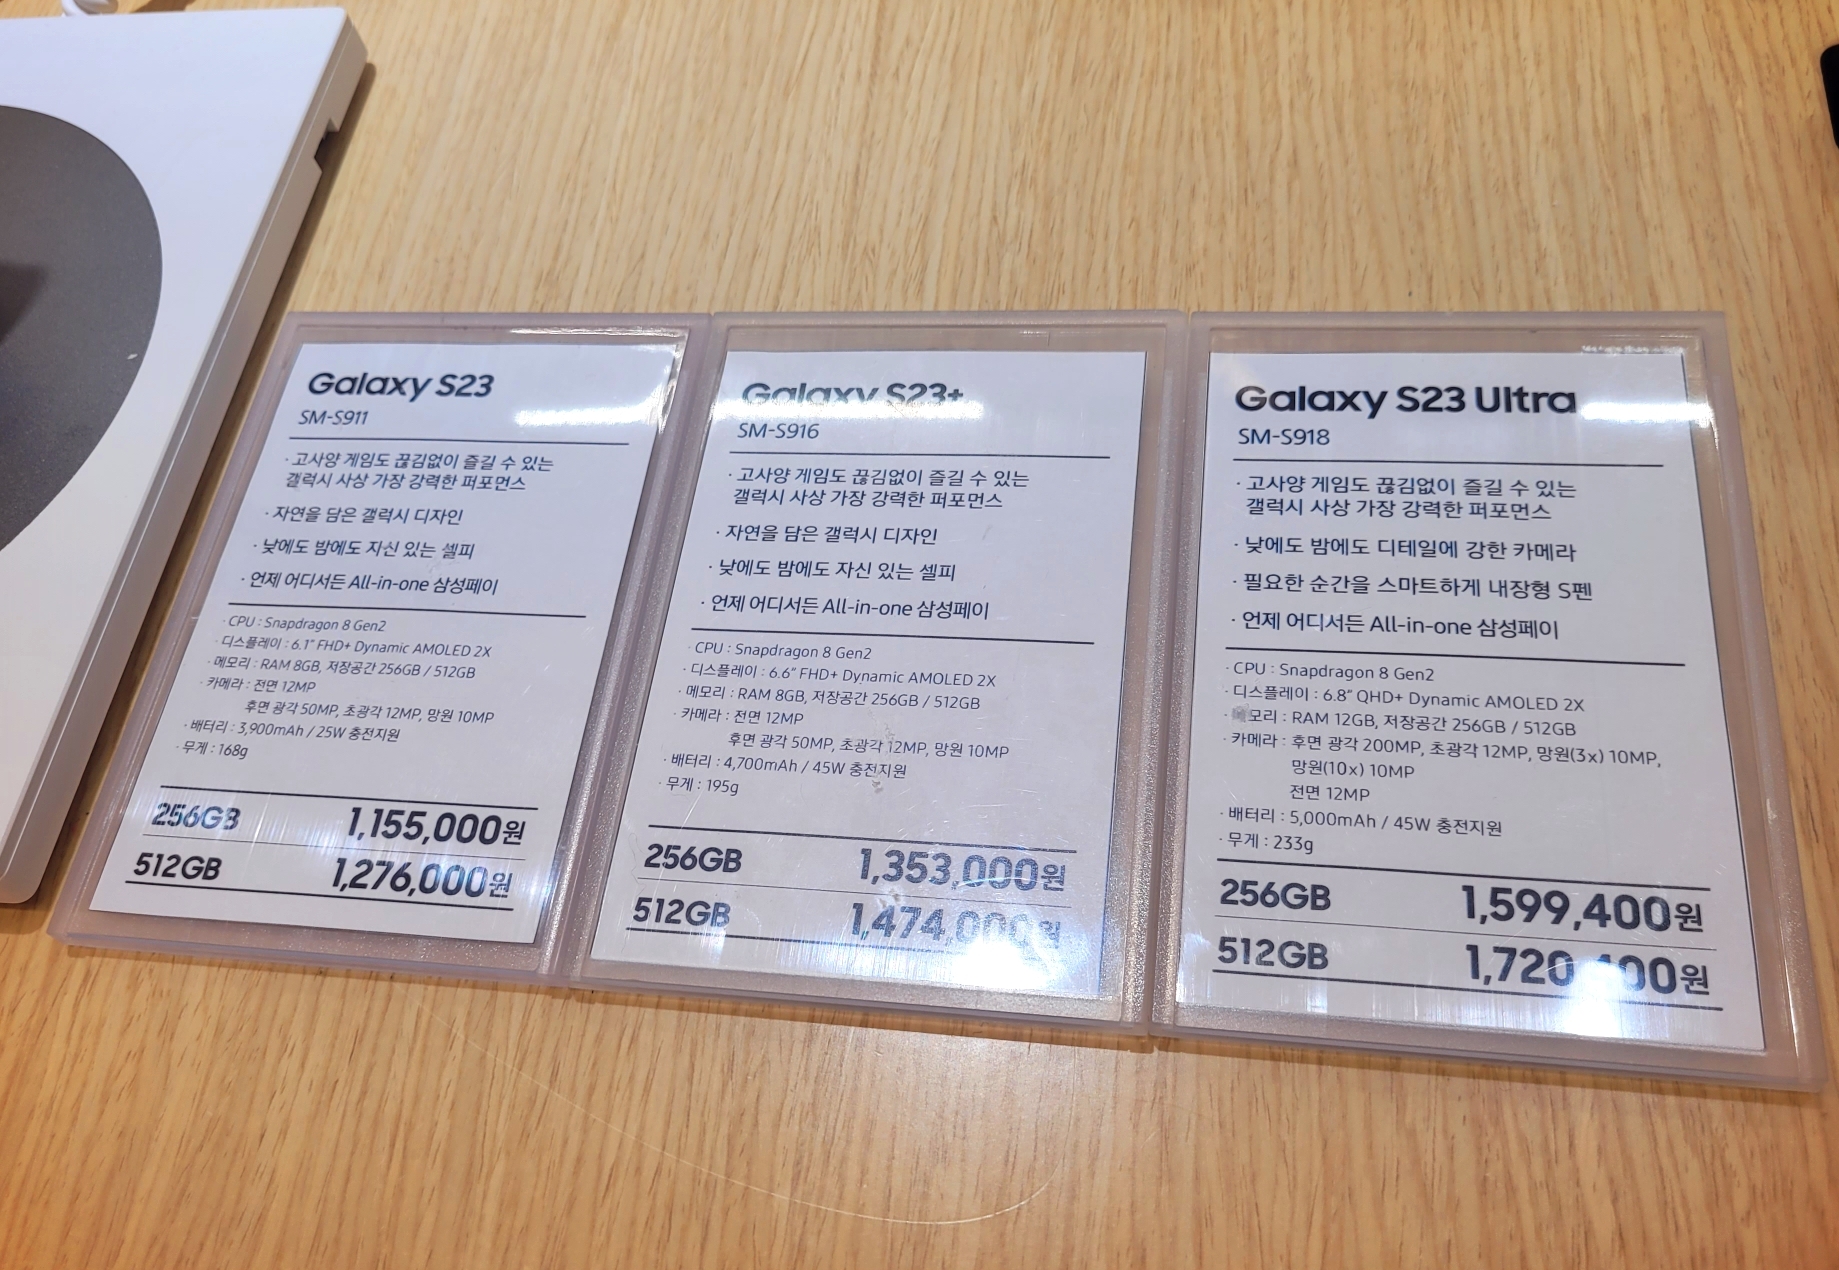 Galaxy S23
SM-S911
· 고사양 게임도 끊김없이 즐길 수 있는
갤럭시 사상 가장 강력한 퍼포먼스
· 자연을 담은 갤럭시 디자인
· 낮에도 밤에도 자신 있는 셀피
· 언제 어디서든 All-in-one 삼성페이
· CPU : Snapdragon 8 Gen2
· 디스플레이 : 6.1" FHD+ Dynamic AMOLED 2X
· 메모리 : RAM 8GB, 저장공간 256GB / 512GB
· 카메라 : 전면 12MP
후면 광각 50MP, 초광각 12MP, 망원 10MP
· 배터리 : 3,900mAh / 25W 충전지원
· 무게 : 168g
256GB 1,155,000원
512GB 1,276,000원
Galaxy S23+
SM-S916
· 고사양 게임도 끊김없이 즐길 수 있는
갤럭시 사상 가장 강력한 퍼포먼스
· 자연을 담은 갤럭시 디자인
· 낮에도 밤에도 자신 있는 셀피
· 언제 어디서든 All-in-one 삼성페이
· CPU : Snapdragon 8 Gen2
· 디스플레이 : 6.6" FHD+ Dynamic AMOLED 2X
· 메모리 : RAM 8GB, 저장공간 256GB / 512GB
· 카메라 : 전면 12MP
후면 광각 50MP, 초광각 12MP, 망원 10MP
· 배터리 : 4,700mAh / 45W 충전지원
· 무게 : 195g
256GB 1,353,000원
512GB 1,474,000원
Galaxy S23 Ultra
SM-S918
· 고사양 게임도 끊김없이 즐길 수 있는
갤럭시 사상 가장 강력한 퍼포먼스
· 낮에도 밤에도 디테일에 강한 카메라
· 필요한 순간을 스마트하게 내장형 S펜
· 언제 어디서든 All-in-one 삼성페이
· CPU : Snapdragon 8 Gen2
· 디스플레이 : 6.8" QHD+ Dynamic AMOLED 2X
메모리 : RAM 12GB, 저장공간 256GB / 512GB
· 카메라 : 후면 광각 200MP, 초광각 12MP, 망원(3x) 10MP,
망원(10x) 10MP
전면 12MP
· 배터리 : 5,000mAh / 45W 충전지원
· 무게 : 233g
256GB 1,599,400원
512GB 1,720,400원